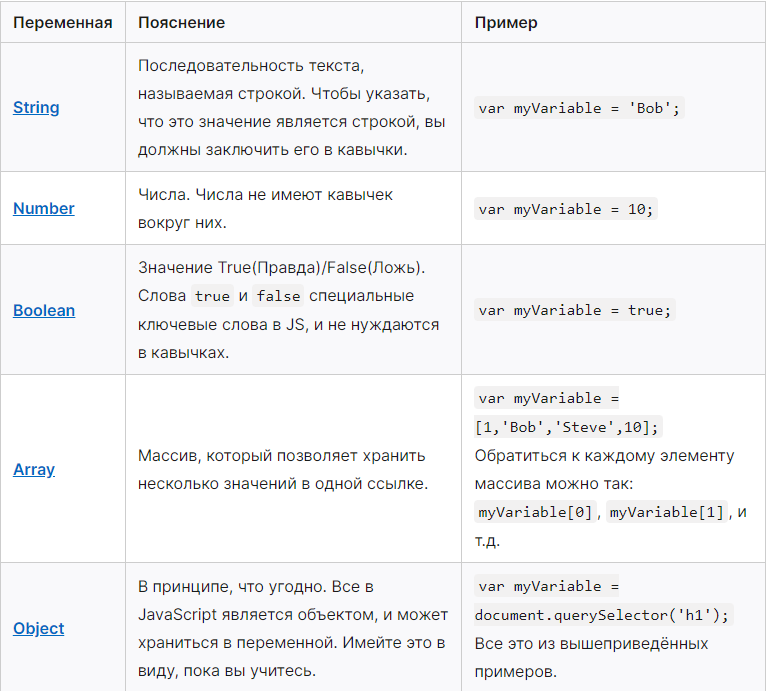 Переменная Пояснение Пример
String
Последовательность текста,
называемая строкой. Чтобы указать,
что это значение является строкой, вы
должны заключить его в кавычки.
var myVariable = 'Bob';
Number
Числа. Числа не имеют кавычек
вокруг них.
var myVariable = 10;
Boolean
Значение True(Правда)/False(Ложь).
Слова true и false специальные
ключевые слова в JS, и не нуждаются
в кавычках.
var myVariable = true;
Array
Массив, который позволяет хранить
несколько значений в одной ссылке.
var myVariable =
[1,'Bob','Steve',10];
Обратиться к каждому элементу
массива можно так:
myVariable[0], myVariable[1], и
т.д.
Object
В принципе, что угодно. Все в
JavaScript является объектом, и может
храниться в переменной. Имейте это в
виду, пока вы учитесь.
var myVariable =
document.querySelector('h1');
Все это из вышеприведённых
примеров.